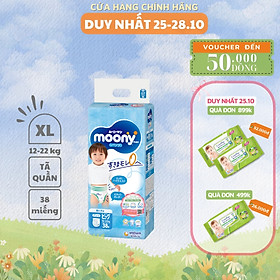 CỬA HÀNG CHÍNH HÃNG
DUY NHẤT 25-28.10
VOUCHER ĐẾN
50.000
ĐỒNG
XL
12-22 kg
TÃ
QUẦN
38
miếng
moony
DUY NHẤT 25.10
QUÀ ĐƠN 899k
QUÀ ĐƠN 499k